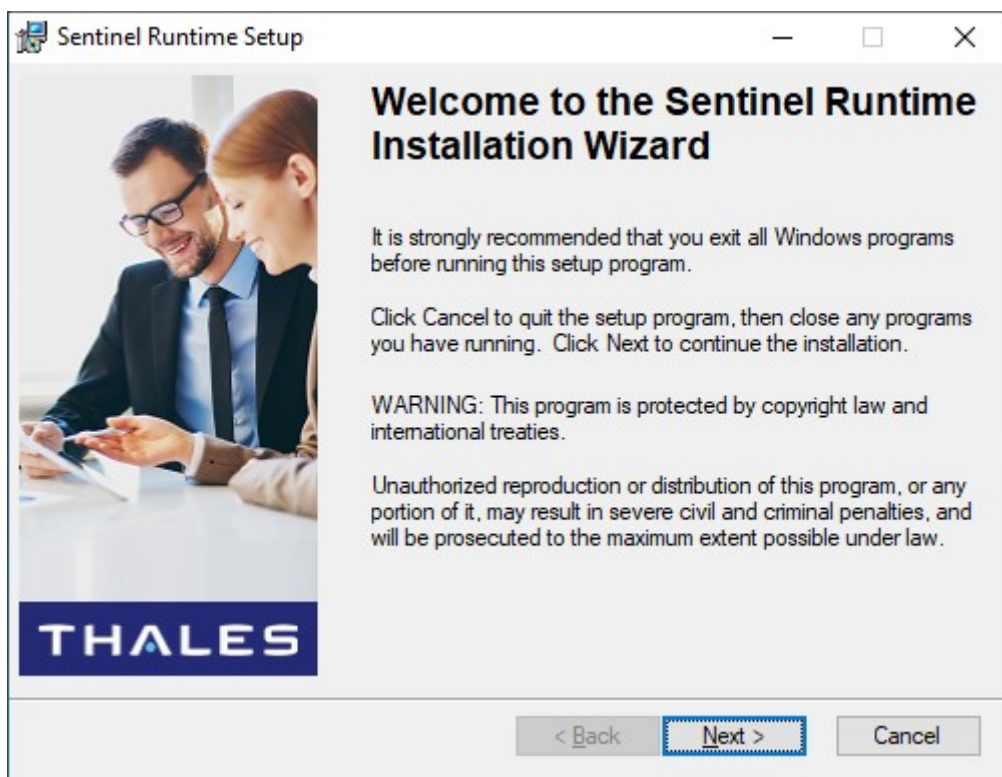 Sentinel Runtime Setup
Welcome to the Sentinel Runtime
Installation Wizard
It is strongly recommended that you exit all Windows programs
before running this setup program.
Click Cancel to quit the setup program, then close any programs
you have running. Click Next to continue the installation.
WARNING: This program is protected by copyright law and
international treaties.
Unauthorized reproduction or distribution of this program, or any
portion of it, may result in severe civil and criminal penalties, and
will be prosecuted to the maximum extent possible under law.
THALES
< Back
Next >
Cancel